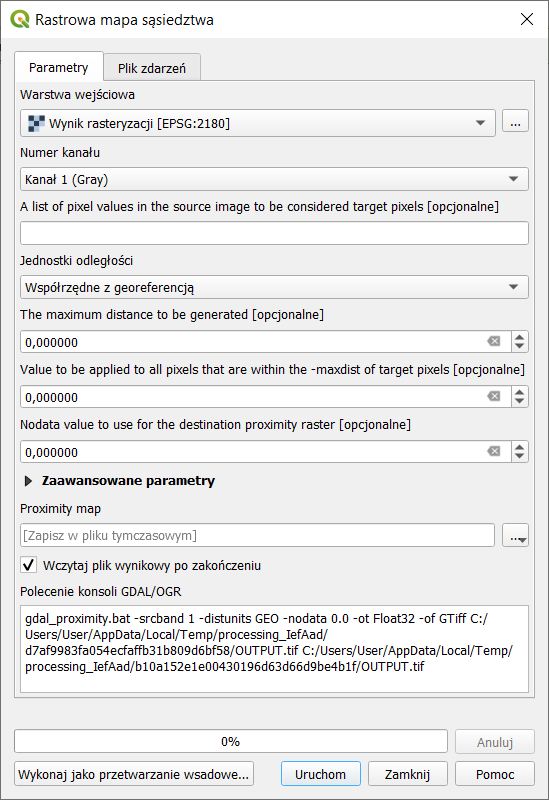 Rastrowa mapa sąsiedztwa
Parametry
Plik zdarzeń
Warstwa wejściowa
Wynik rasteryzacji [EPSG:2180]
...
Numer kanału
Kanał 1 (Gray)
A list of pixel values in the source image to be considered target pixels [opcjonalne]
Jednostki odległości
Współrzędne z georeferencją
The maximum distance to be generated [opcjonalne]
0,000000
Value to be applied to all pixels that are within the -maxdist of target pixels [opcjonalne]
0,000000
Nodata value to use for the destination proximity raster [opcjonalne]
0,000000
Zaawansowane parametry
Proximity map
[Zapisz w pliku tymczasowym]
...
Wczytaj plik wynikowy po zakończeniu
Polecenie konsoli GDAL/OGR
gdal_proximity.bat -srcband 1 -distunits GEO -nodata 0.0 -ot Float32 -of GTiff C:/
Users/User/AppData/Local/Temp/processing_IefAad/
d7af9983fa054ecfaffb31b809d6bf58/OUTPUT.tif C:/Users/User/AppData/Local/Temp/
processing_IefAad/b10a152e1e00430196d63d66d9be4b1f/OUTPUT.tif
0%
Anuluj
Wykonaj jako przetwarzanie wsadowe...
Uruchom
Zamknij
Pomoc